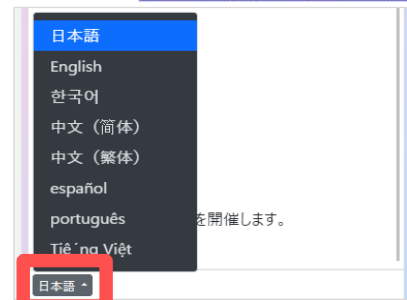 日本語
English
한국어
中文（简体）
中文（繁体）
español
português
を開催します。
Tiê´ng Việt
日本語